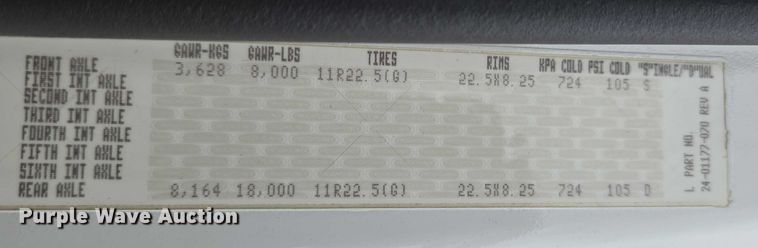 GAWR-KGS GAWR-LBS TIRES RIMS KPA COLD PSI COLD "S"INGLE/"D"UAL
FRONT AXLE 3,628 8,000 11R22.5(G) 22.5X8.25 724 105 S
FIRST INT AXLE
SECOND INT AXLE
THIRD INT AXLE
FOURTH INT AXLE
FIFTH INT AXLE
SIXTH INT AXLE
REAR AXLE 8,164 18,000 11R22.5(G) 22.5X8.25 724 105 D
L PART NO.
24-01177-070 REV A
Purple Wave Auction